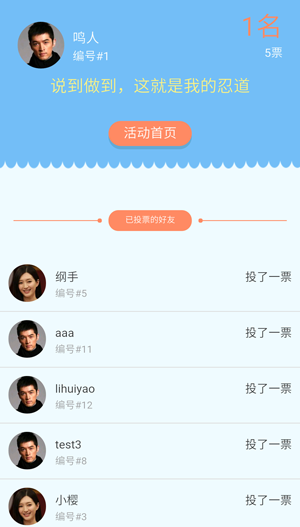 鸣人
编号#1
1名
5票
说到做到，这就是我的忍道
活动首页
已投票的好友
纲手
编号#5
投了一票
aaa
编号#11
投了一票
lihuiyao
编号#12
投了一票
test3
编号#8
投了一票
小樱
编号#3
投了一票